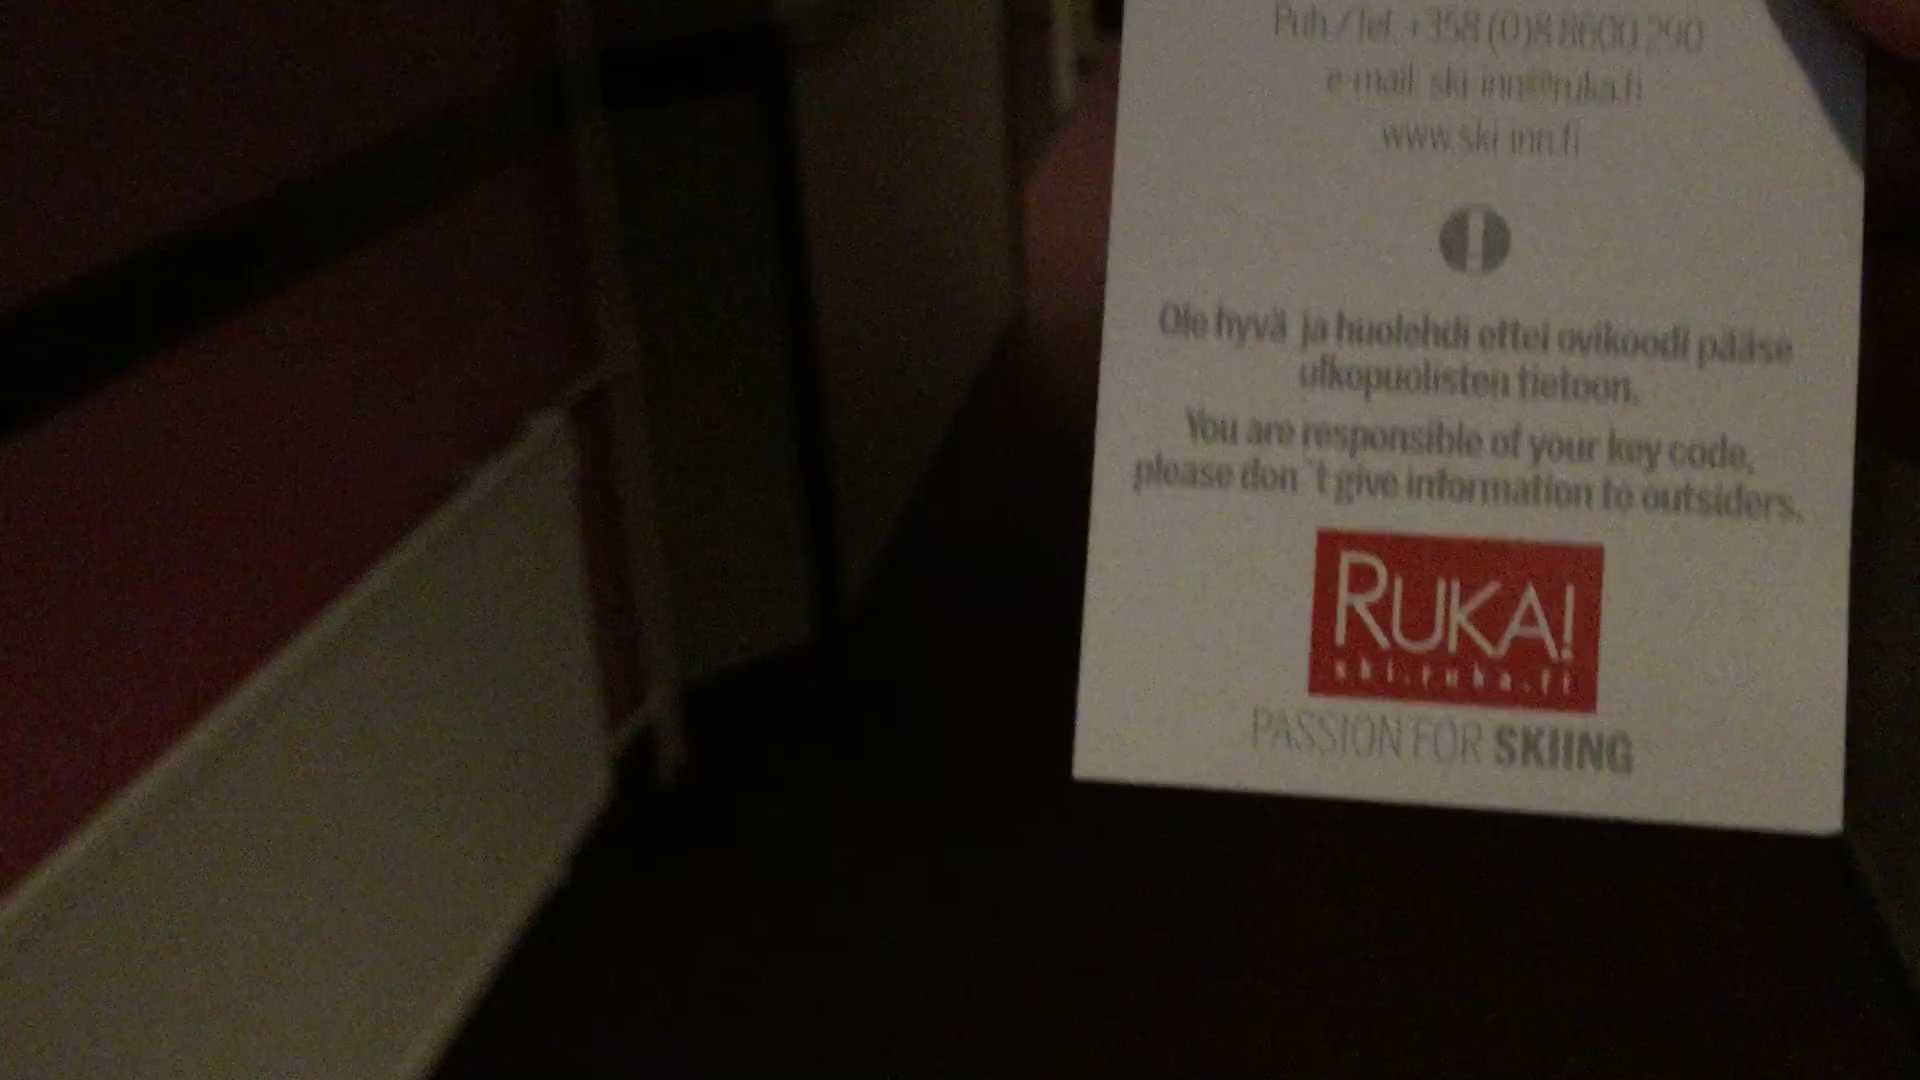 Puh./Tel. +358 (0)8 8600 290
e-mail: ski-inn@ruka.fi
www.ski-inn.fi
Ole hyvä ja huolehdi ettei ovikoodi pääse
ulkopuolisten tietoon.
You are responsible of your key code,
please don´t give information to outsiders.
RUKA!
ski.ruka.fi
PASSION FOR SKIING